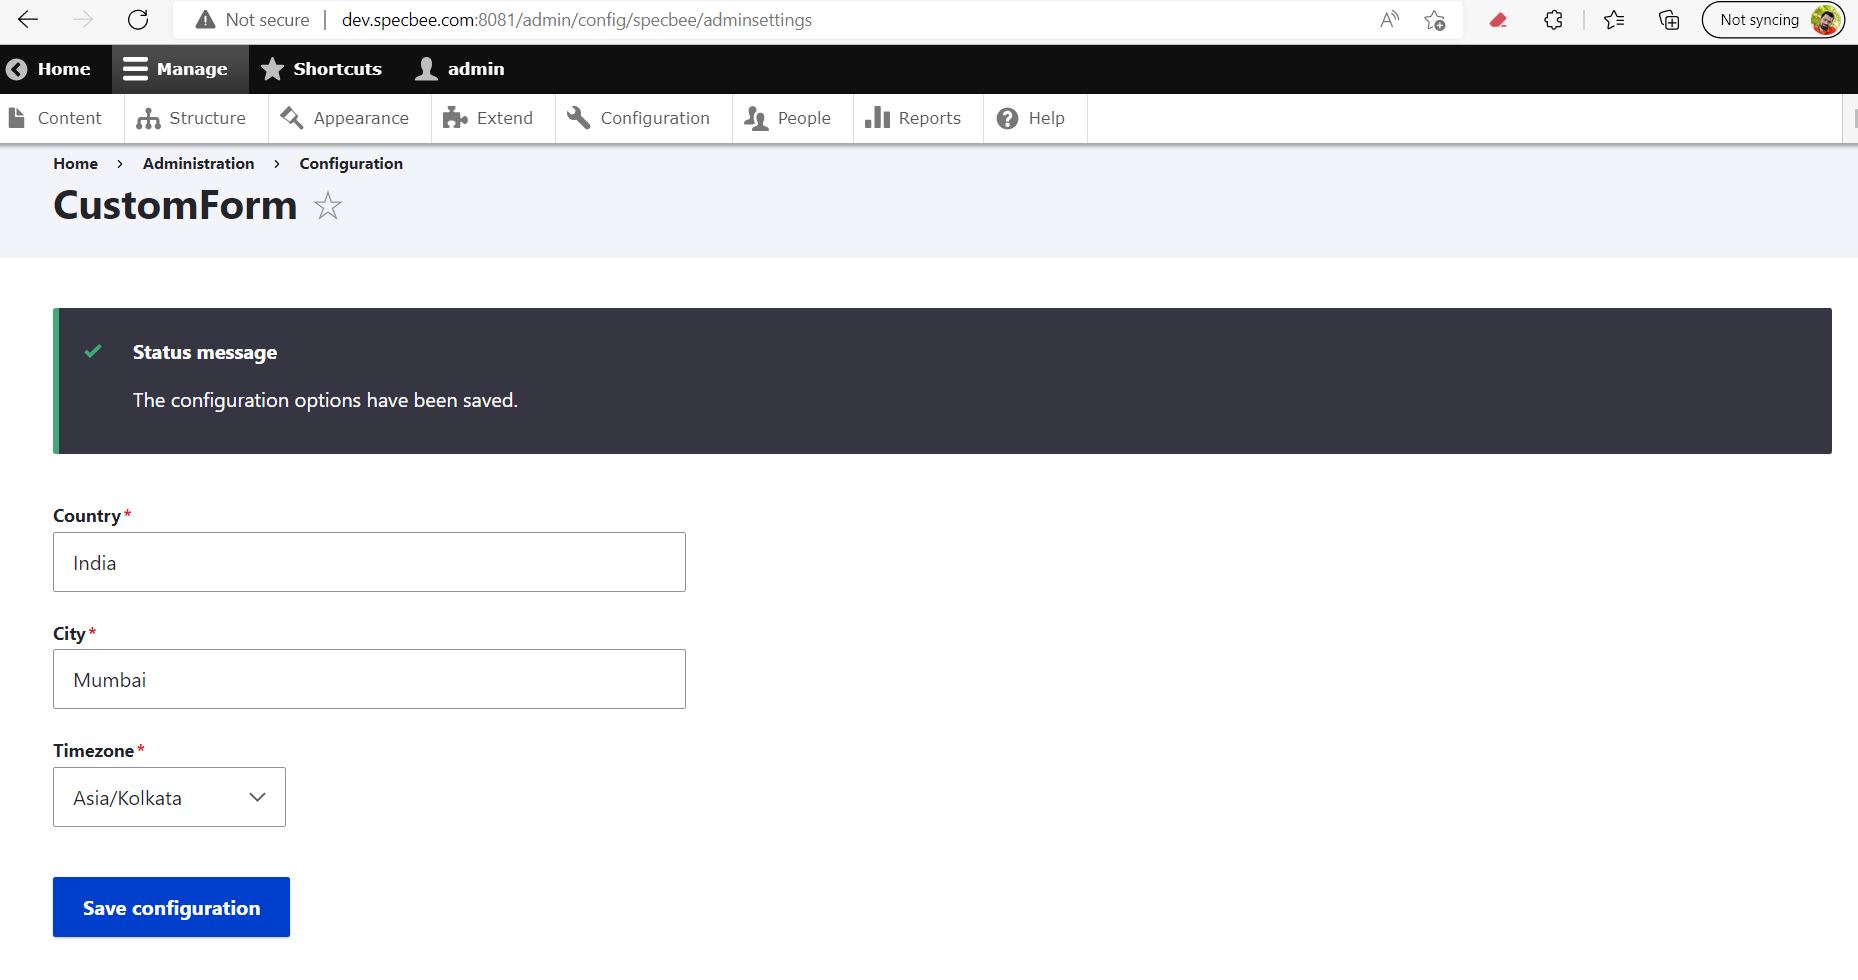 Not secure | dev.specbee.com:8081/admin/config/specbee/adminsettings Not syncing
Home Manage Shortcuts admin
Content Structure Appearance Extend Configuration People Reports Help
Home › Administration › Configuration
CustomForm
Status message
The configuration options have been saved.
Country*
India
City*
Mumbai
Timezone*
Asia/Kolkata
Save configuration